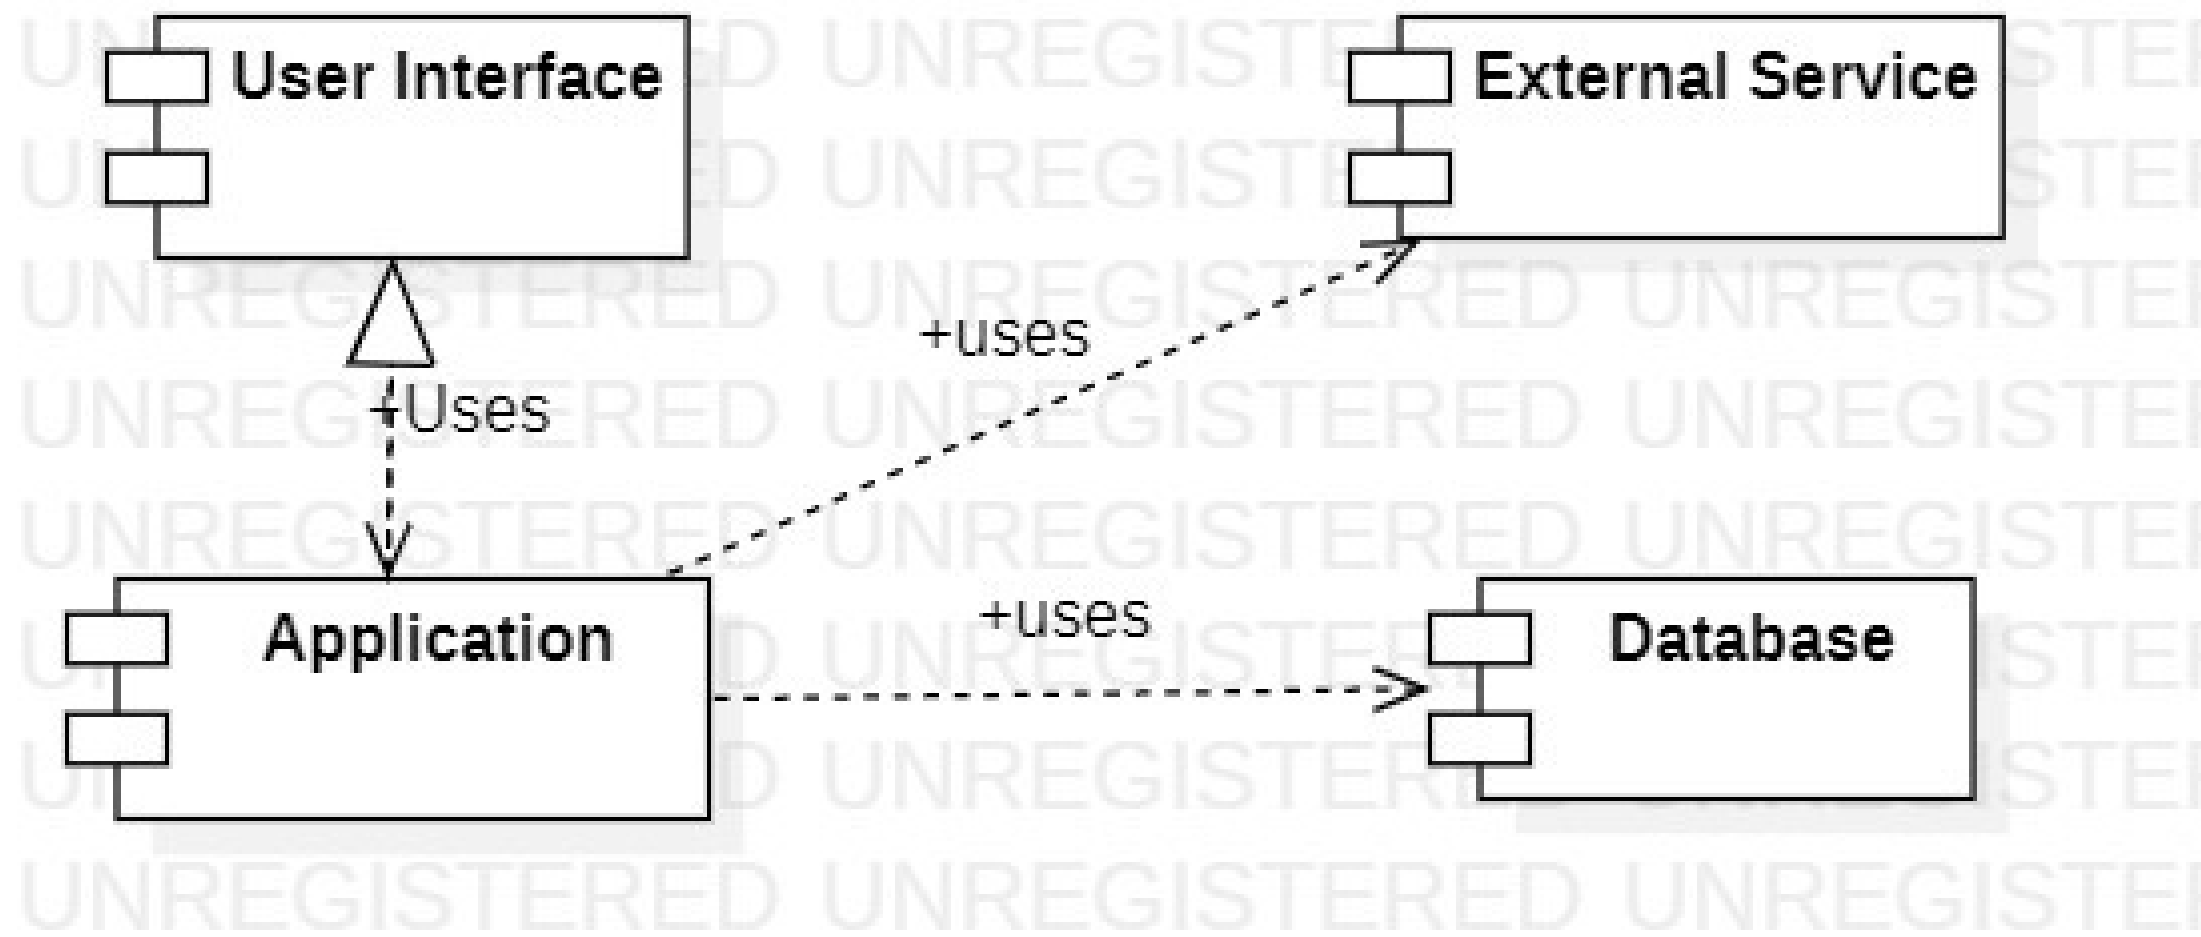 User Interface
External Service
+uses
+Uses
+uses
Application
Database
UNREGISTERED UNREGISTERED UNREGISTERED